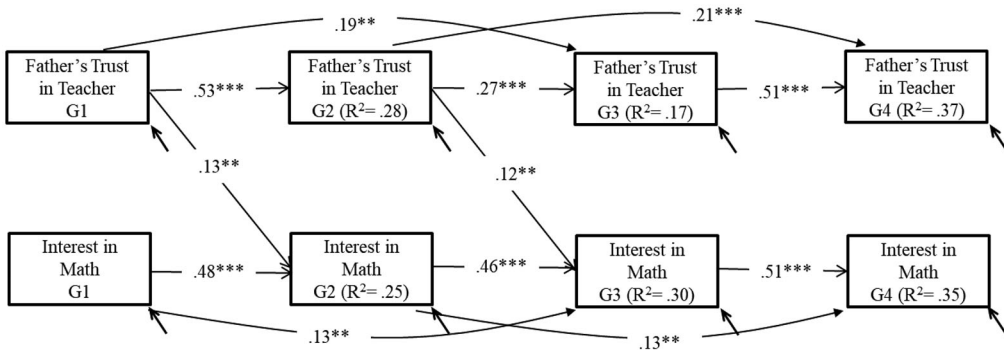 .19**
.21***
Father's Trust
in Teacher
G1
.53***
Father's Trust
in Teacher
G2 (R²= .28)
.27***
Father's Trust
in Teacher
G3 (R²= .17)
.51***
Father's Trust
in Teacher
G4 (R²= .37)
.13**
.12**
Interest in
Math
G1
.48***
Interest in
Math
G2 (R²= .25)
.46***
Interest in
Math
G3 (R²= .30)
.51***
Interest in
Math
G4 (R²= .35)
.13**
.13**